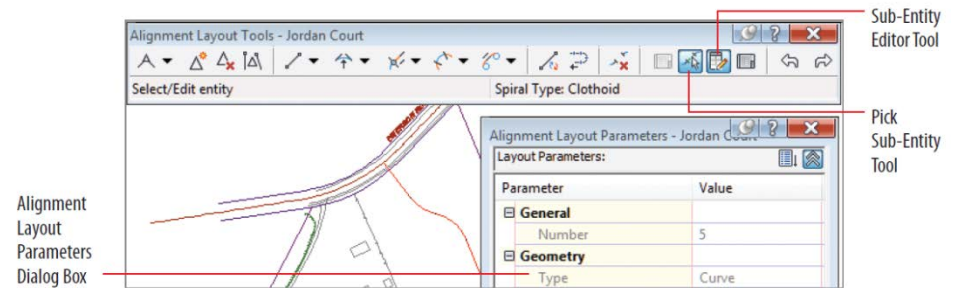 Sub-Entity
Editor Tool
Alignment Layout Tools - Jordan Court
Select/Edit entity
Spiral Type: Clothoid
Pick
Sub-Entity
Tool
Alignment Layout Parameters - Jordan
Layout Parameters:
Parameter Value
General
Number 5
Geometry
Type Curve
Alignment
Layout
Parameters
Dialog Box